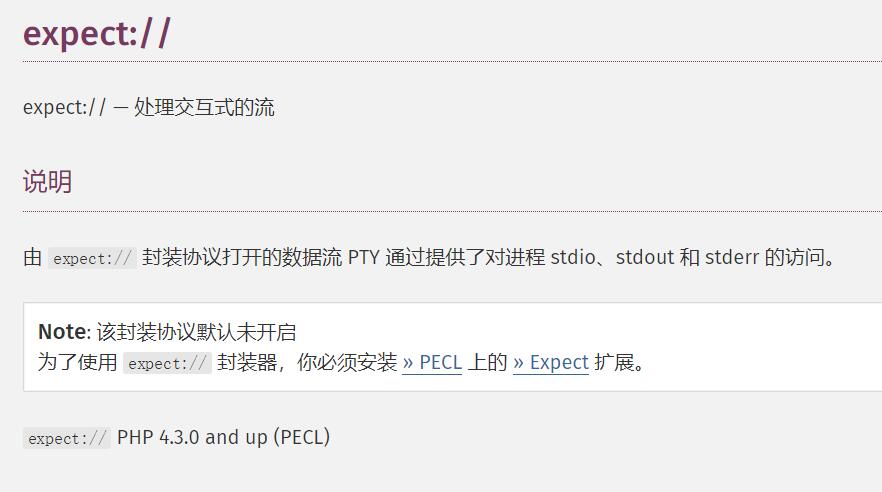 expect://
expect:// — 处理交互式的流
说明
由 expect:// 封装协议打开的数据流 PTY 通过提供了对进程 stdio、stdout 和 stderr 的访问。
Note: 该封装协议默认未开启
为了使用 expect:// 封装器，你必须安装 » PECL 上的 » Expect 扩展。
expect:// PHP 4.3.0 and up (PECL)